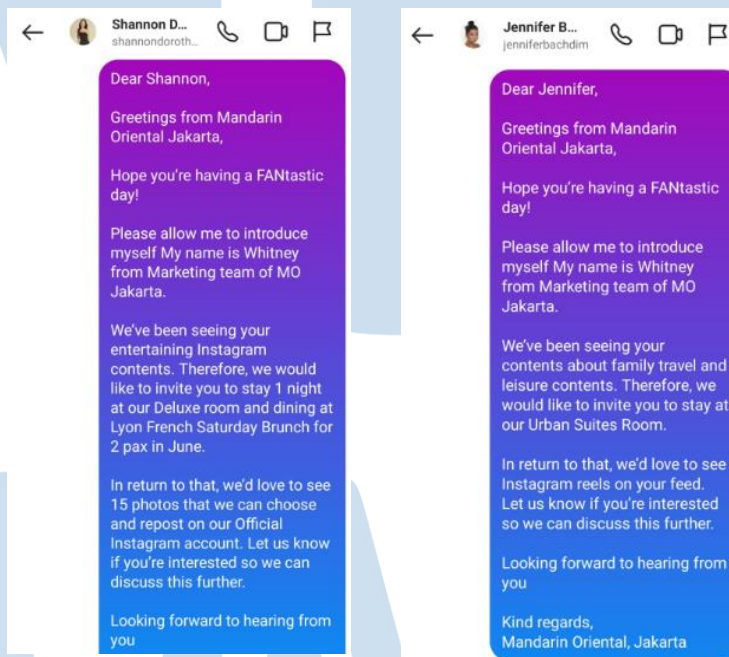 Shannon D...
shannondoroth...
Dear Shannon,
Greetings from Mandarin
Oriental Jakarta,
Hope you're having a FANtastic
day!
Please allow me to introduce
myself My name is Whitney
from Marketing team of MO
Jakarta.
We've been seeing your
entertaining Instagram
contents. Therefore, we would
like to invite you to stay 1 night
at our Deluxe room and dining at
Lyon French Saturday Brunch for
2 pax in June.
In return to that, we'd love to see
15 photos that we can choose
and repost on our Official
Instagram account. Let us know
if you're interested so we can
discuss this further.
Looking forward to hearing from
you
Jennifer B...
jenniferbachdim
Dear Jennifer,
Greetings from Mandarin
Oriental Jakarta,
Hope you're having a FANtastic
day!
Please allow me to introduce
myself My name is Whitney
from Marketing team of MO
Jakarta.
We've been seeing your
contents about family travel and
leisure contents. Therefore, we
would like to invite you to stay at
our Urban Suites Room.
In return to that, we'd love to see
Instagram reels on your feed.
Let us know if you're interested
so we can discuss this further.
Looking forward to hearing from
you
Kind regards,
Mandarin Oriental, Jakarta